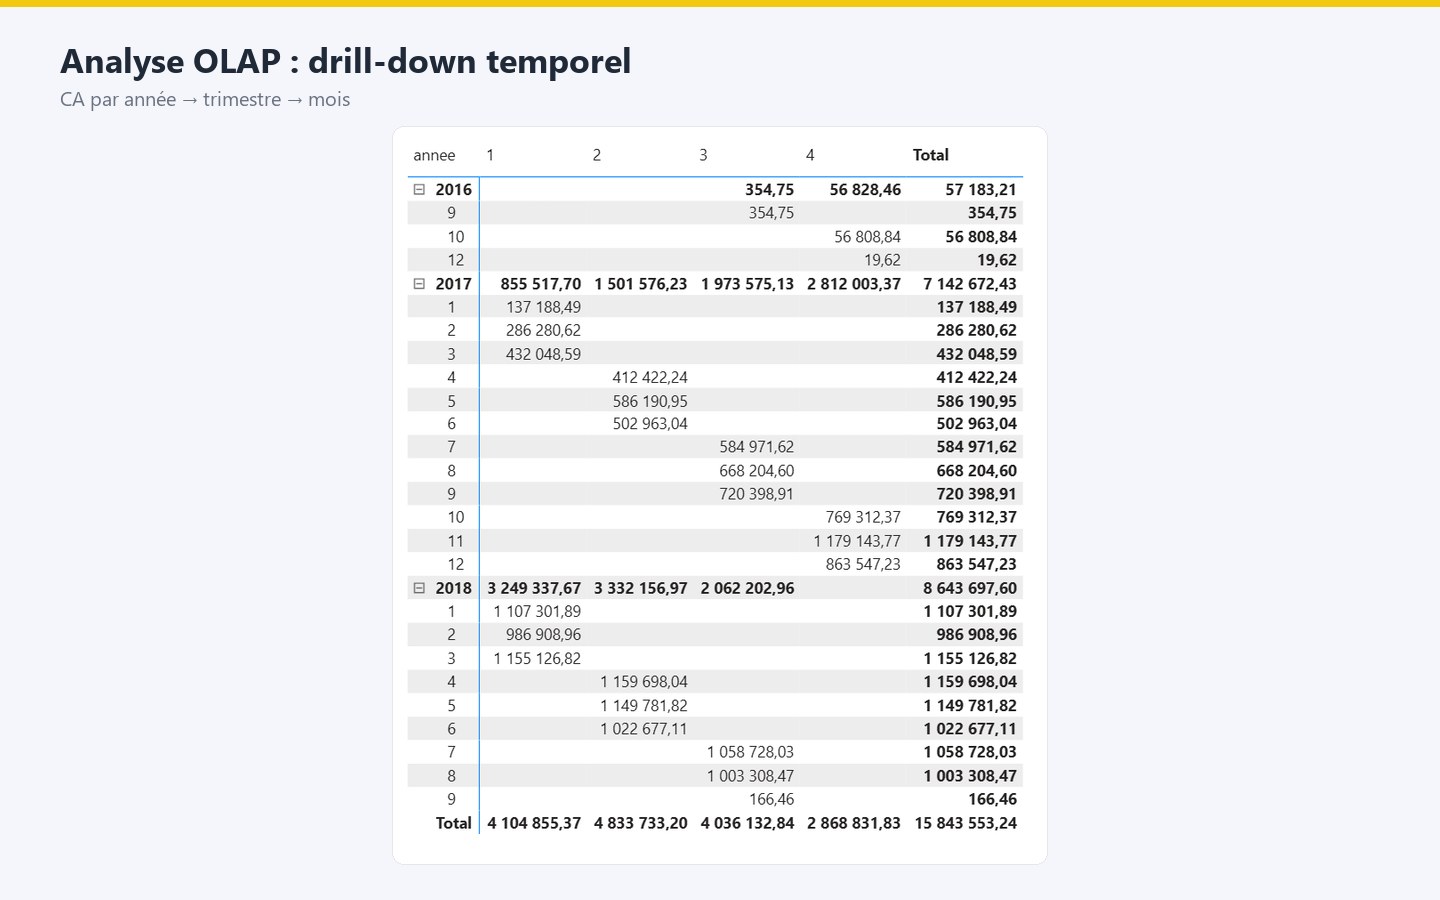 Analyse OLAP : drill-down temporel
CA par année → trimestre → mois
annee 1 2 3 4 Total
2016 354,75 56 828,46 57 183,21
9 354,75 354,75
10 56 808,84 56 808,84
12 19,62 19,62
2017 855 517,70 1 501 576,23 1 973 575,13 2 812 003,37 7 142 672,43
1 137 188,49 137 188,49
2 286 280,62 286 280,62
3 432 048,59 432 048,59
4 412 422,24 412 422,24
5 586 190,95 586 190,95
6 502 963,04 502 963,04
7 584 971,62 584 971,62
8 668 204,60 668 204,60
9 720 398,91 720 398,91
10 769 312,37 769 312,37
11 1 179 143,77 1 179 143,77
12 863 547,23 863 547,23
2018 3 249 337,67 3 332 156,97 2 062 202,96 8 643 697,60
1 1 107 301,89 1 107 301,89
2 986 908,96 986 908,96
3 1 155 126,82 1 155 126,82
4 1 159 698,04 1 159 698,04
5 1 149 781,82 1 149 781,82
6 1 022 677,11 1 022 677,11
7 1 058 728,03 1 058 728,03
8 1 003 308,47 1 003 308,47
9 166,46 166,46
Total 4 104 855,37 4 833 733,20 4 036 132,84 2 868 831,83 15 843 553,24